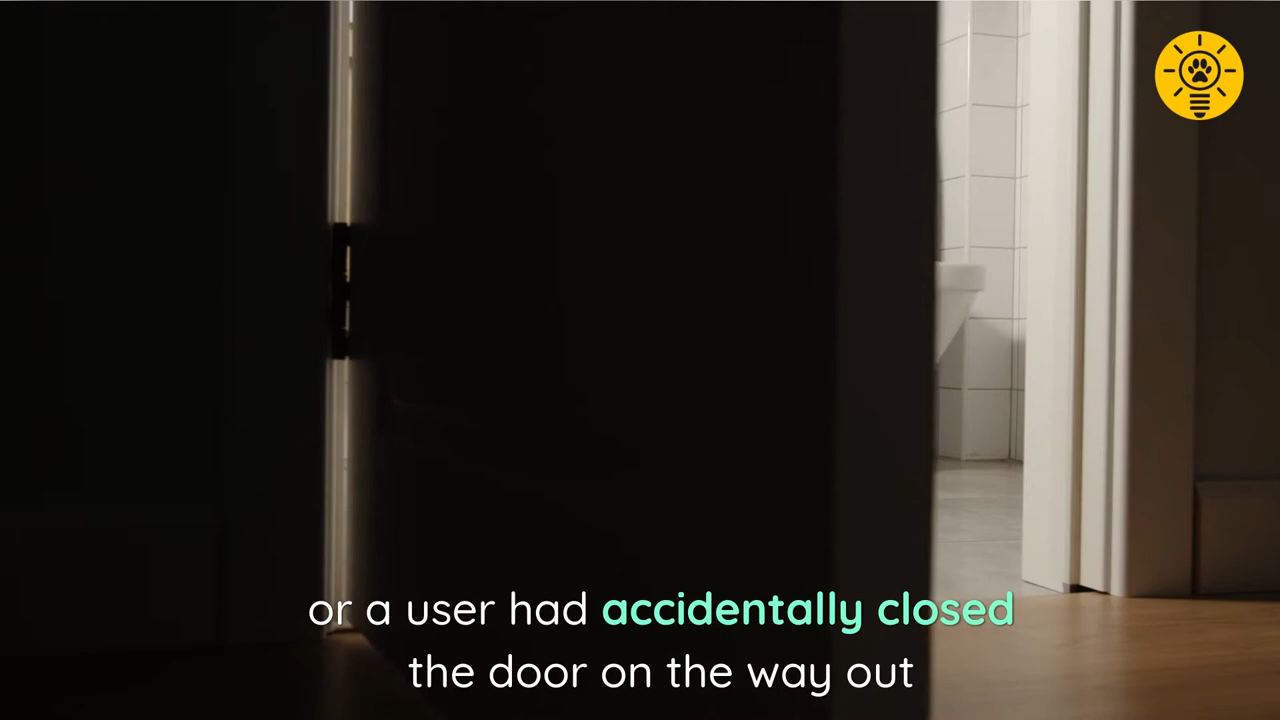 or a user had accidentally closed
the door on the way out